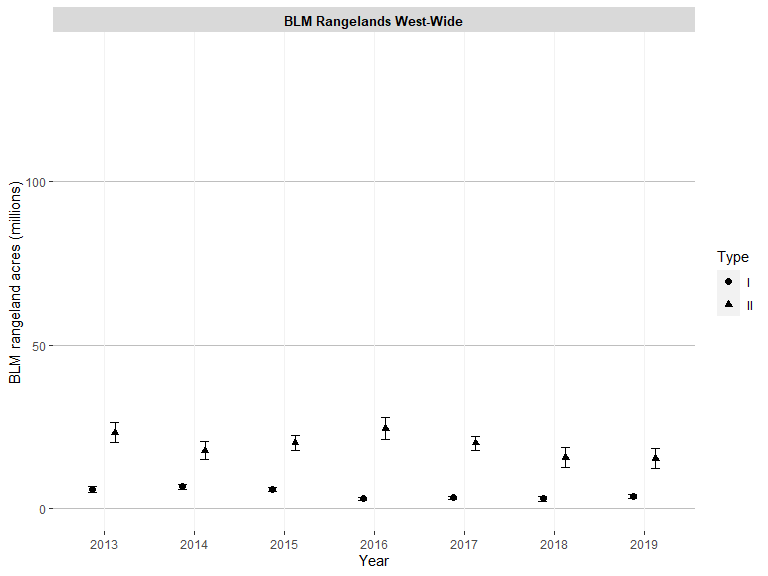 BLM Rangelands West-Wide
BLM rangeland acres (millions)
100
50
0
2013 2014 2015 2016 2017 2018 2019
Year
Type
I
II